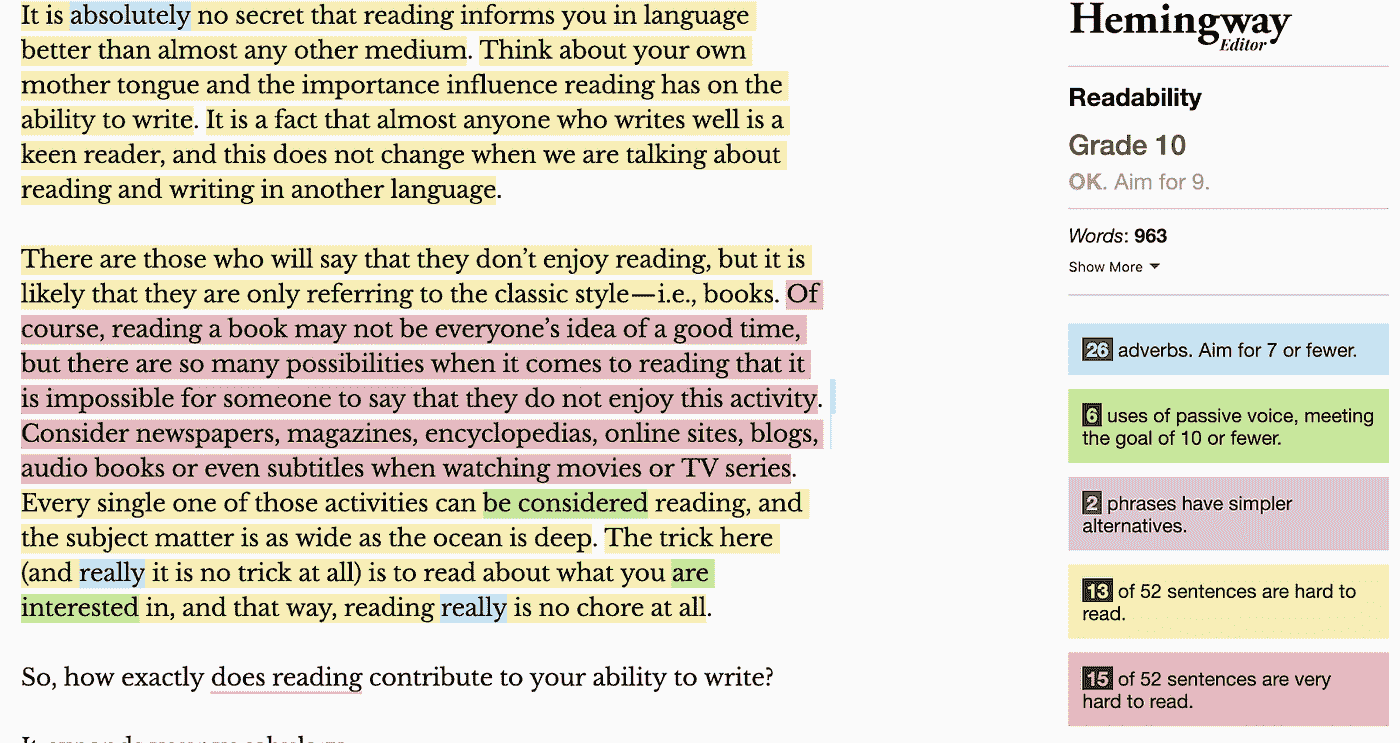 It is absolutely no secret that reading informs you in language
better than almost any other medium. Think about your own
mother tongue and the importance influence reading has on the
ability to write. It is a fact that almost anyone who writes well is a
keen reader, and this does not change when we are talking about
reading and writing in another language.
There are those who will say that they don’t enjoy reading, but it is
likely that they are only referring to the classic style—i.e., books. Of
course, reading a book may not be everyone’s idea of a good time,
but there are so many possibilities when it comes to reading that it
is impossible for someone to say that they do not enjoy this activity.
Consider newspapers, magazines, encyclopedias, online sites, blogs,
audio books or even subtitles when watching movies or TV series.
Every single one of those activities can be considered reading, and
the subject matter is as wide as the ocean is deep. The trick here
(and really it is no trick at all) is to read about what you are
interested in, and that way, reading really is no chore at all.
So, how exactly does reading contribute to your ability to write?
Hemingway
Editor
Readability
Grade 10
OK. Aim for 9.
Words: 963
Show More
26 adverbs. Aim for 7 or fewer.
6 uses of passive voice, meeting
the goal of 10 or fewer.
2 phrases have simpler
alternatives.
13 of 52 sentences are hard to
read.
15 of 52 sentences are very
hard to read.